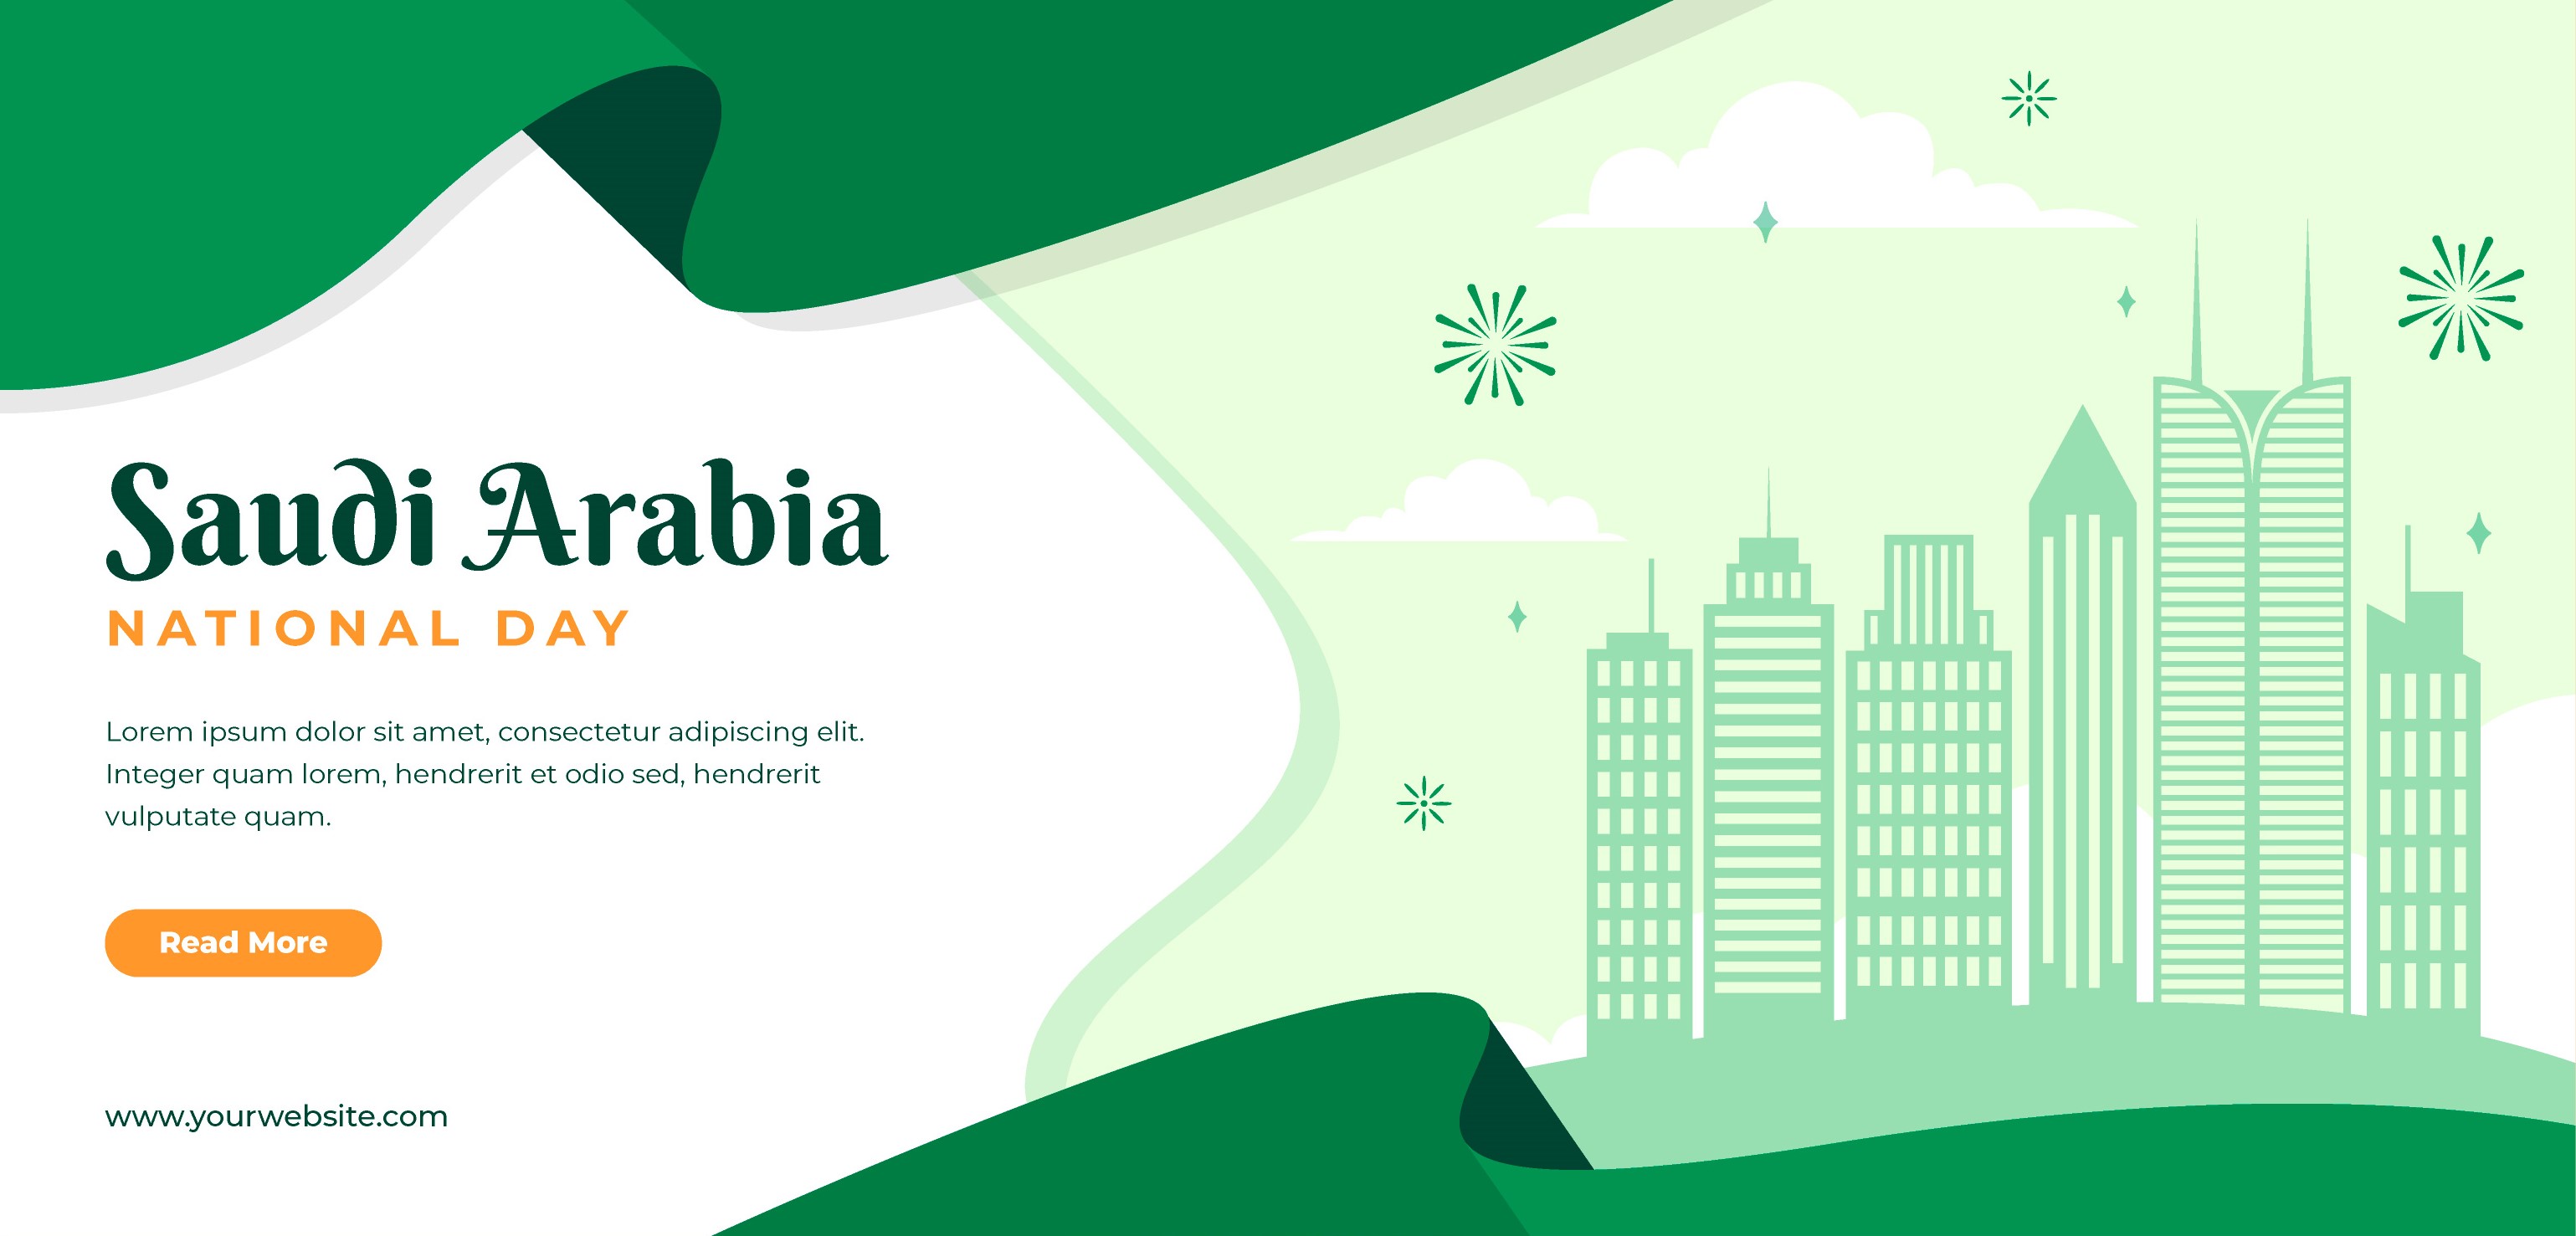 Saudi Arabia
NATIONAL DAY
Lorem ipsum dolor sit amet, consectetur adipiscing elit.
Integer quam lorem, hendrerit et odio sed, hendrerit
vulputate quam.
Read More
www.yourwebsite.com